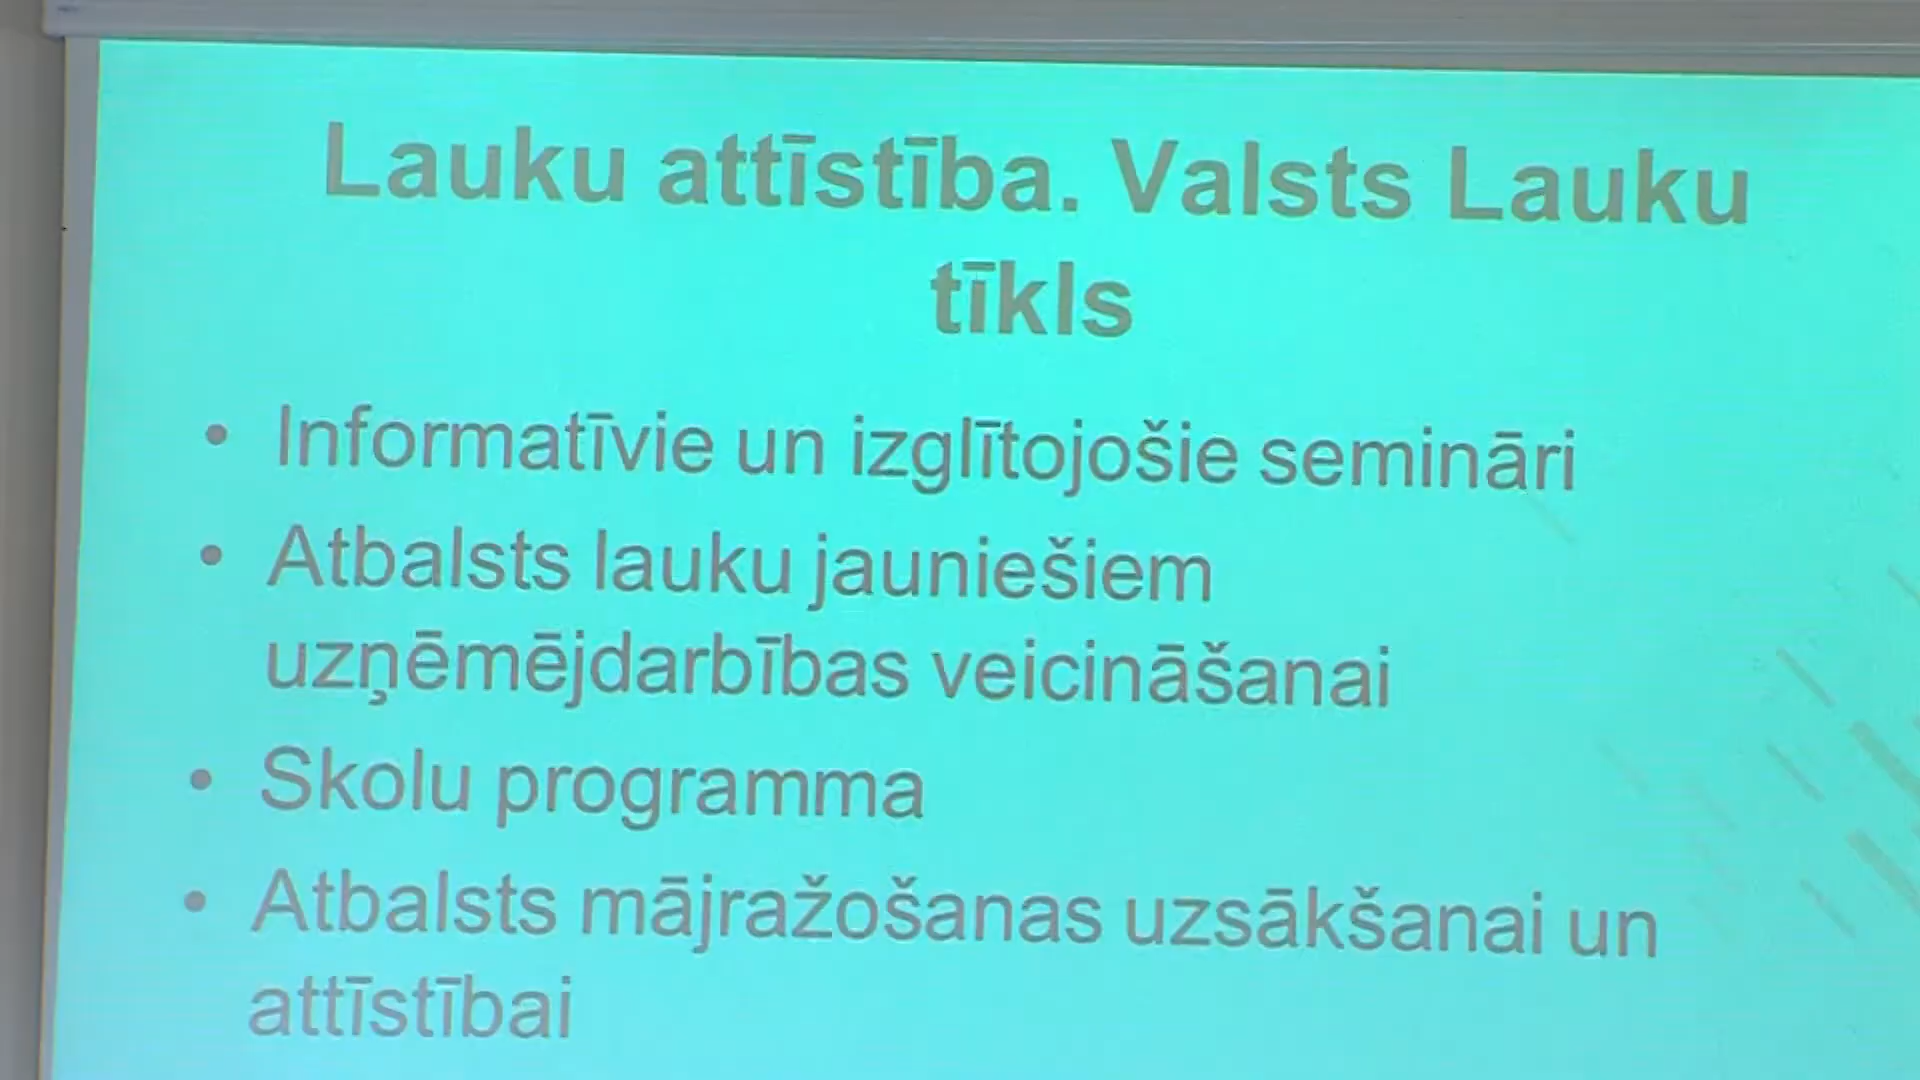 Lauku attīstība. Valsts Lauku
tīkls
• Informatīvie un izglītojošie semināri
• Atbalsts lauku jauniešiem
uzņēmējdarbības veicināšanai
• Skolu programma
• Atbalsts mājražošanas uzsākšanai un
attīstībai